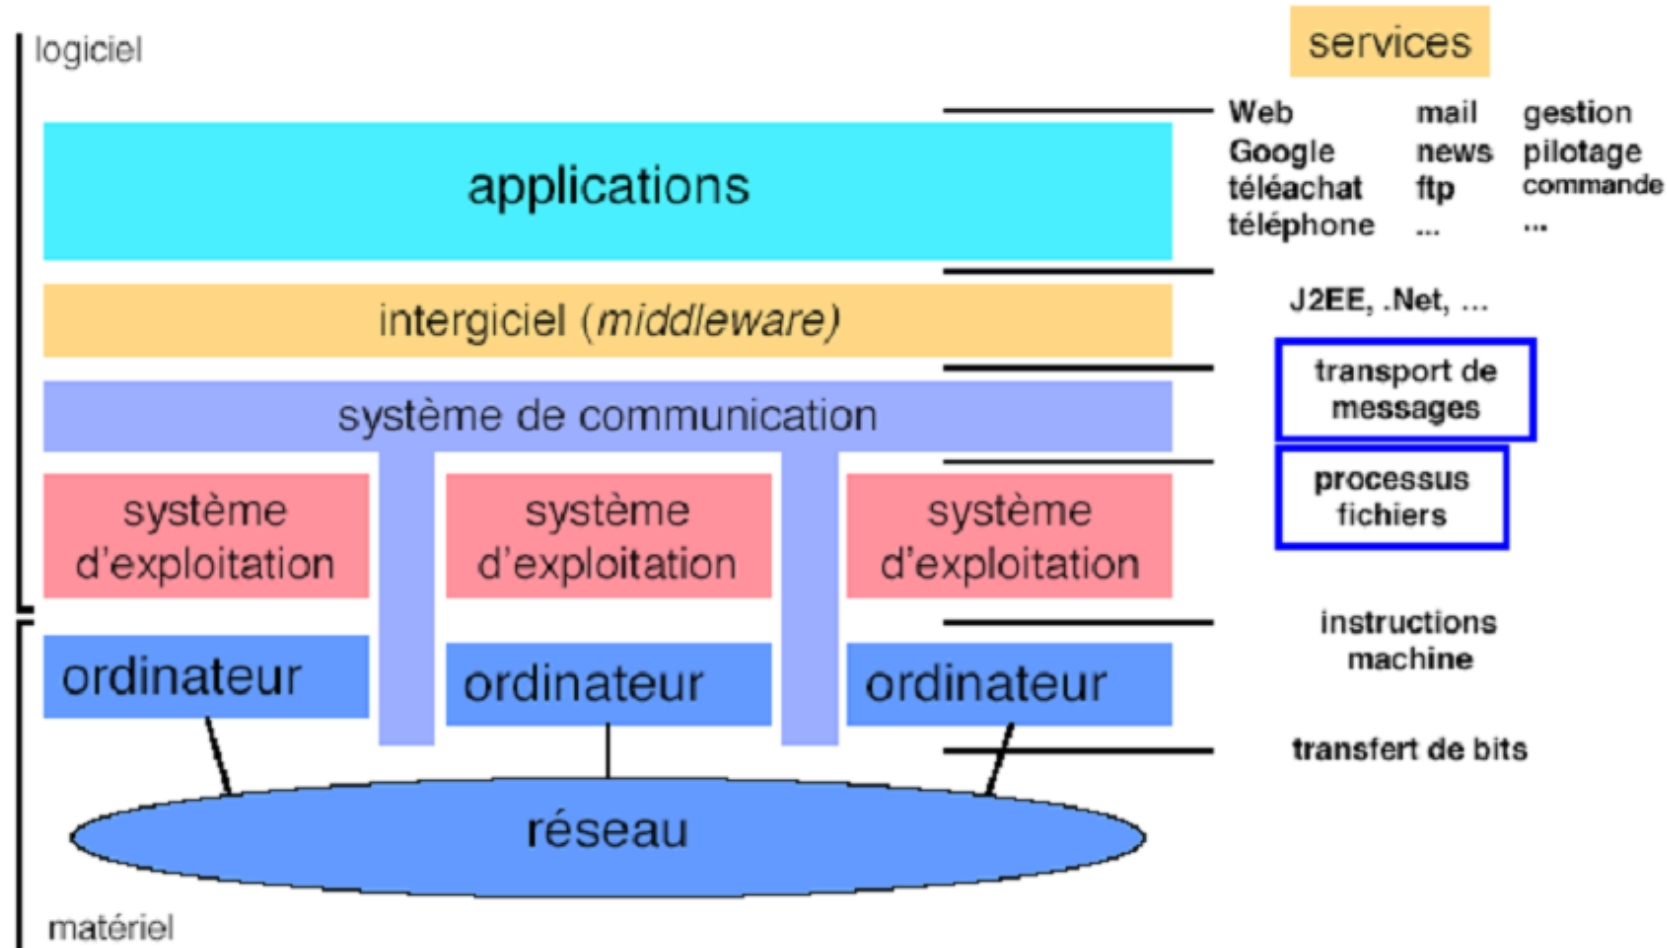 logiciel
services
Web mail gestion
Google news pilotage
téléachat ftp commande
téléphone ... ...
applications
J2EE, .Net, ...
intergiciel (middleware)
transport de
messages
système de communication
processus
fichiers
système système système
d'exploitation d'exploitation d'exploitation
instructions
machine
ordinateur ordinateur ordinateur
transfert de bits
réseau
matériel